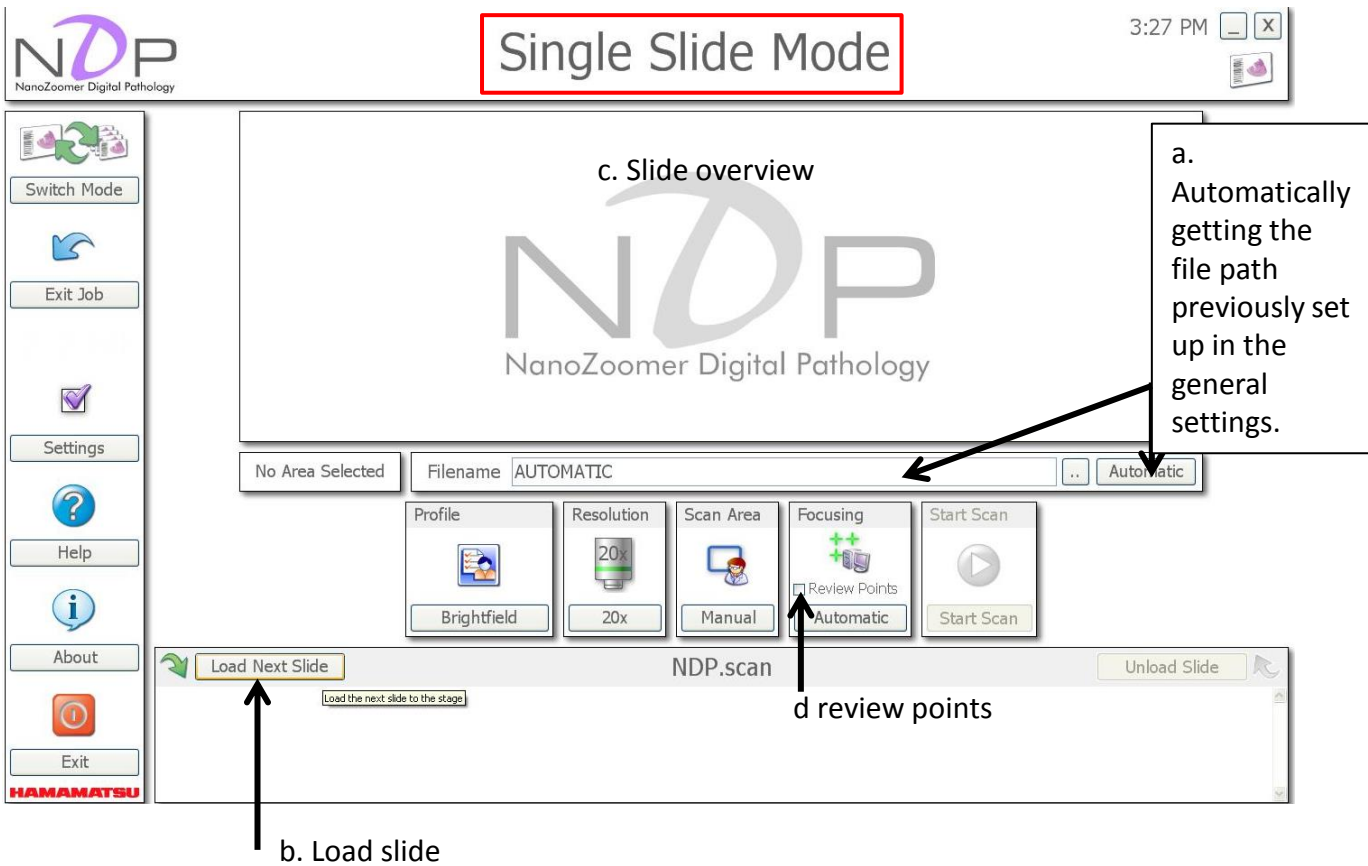 NDP
NanoZoomer Digital Pathology
Single Slide Mode
3:27 PM
_
X
Switch Mode
Exit Job
Settings
?
Help
i
About
Exit
HAMAMATSU
c. Slide overview
NDP
NanoZoomer Digital Pathology
a.
Automatically
getting the
file path
previously set
up in the
general
settings.
No Area Selected
Filename AUTOMATIC
..
Automatic
Profile
Brightfield
Resolution
20x
20x
Scan Area
Manual
Focusing
Review Points
Automatic
Start Scan
Start Scan
Load Next Slide
NDP.scan
Unload Slide
Load the next slide to the stage
d review points
b. Load slide